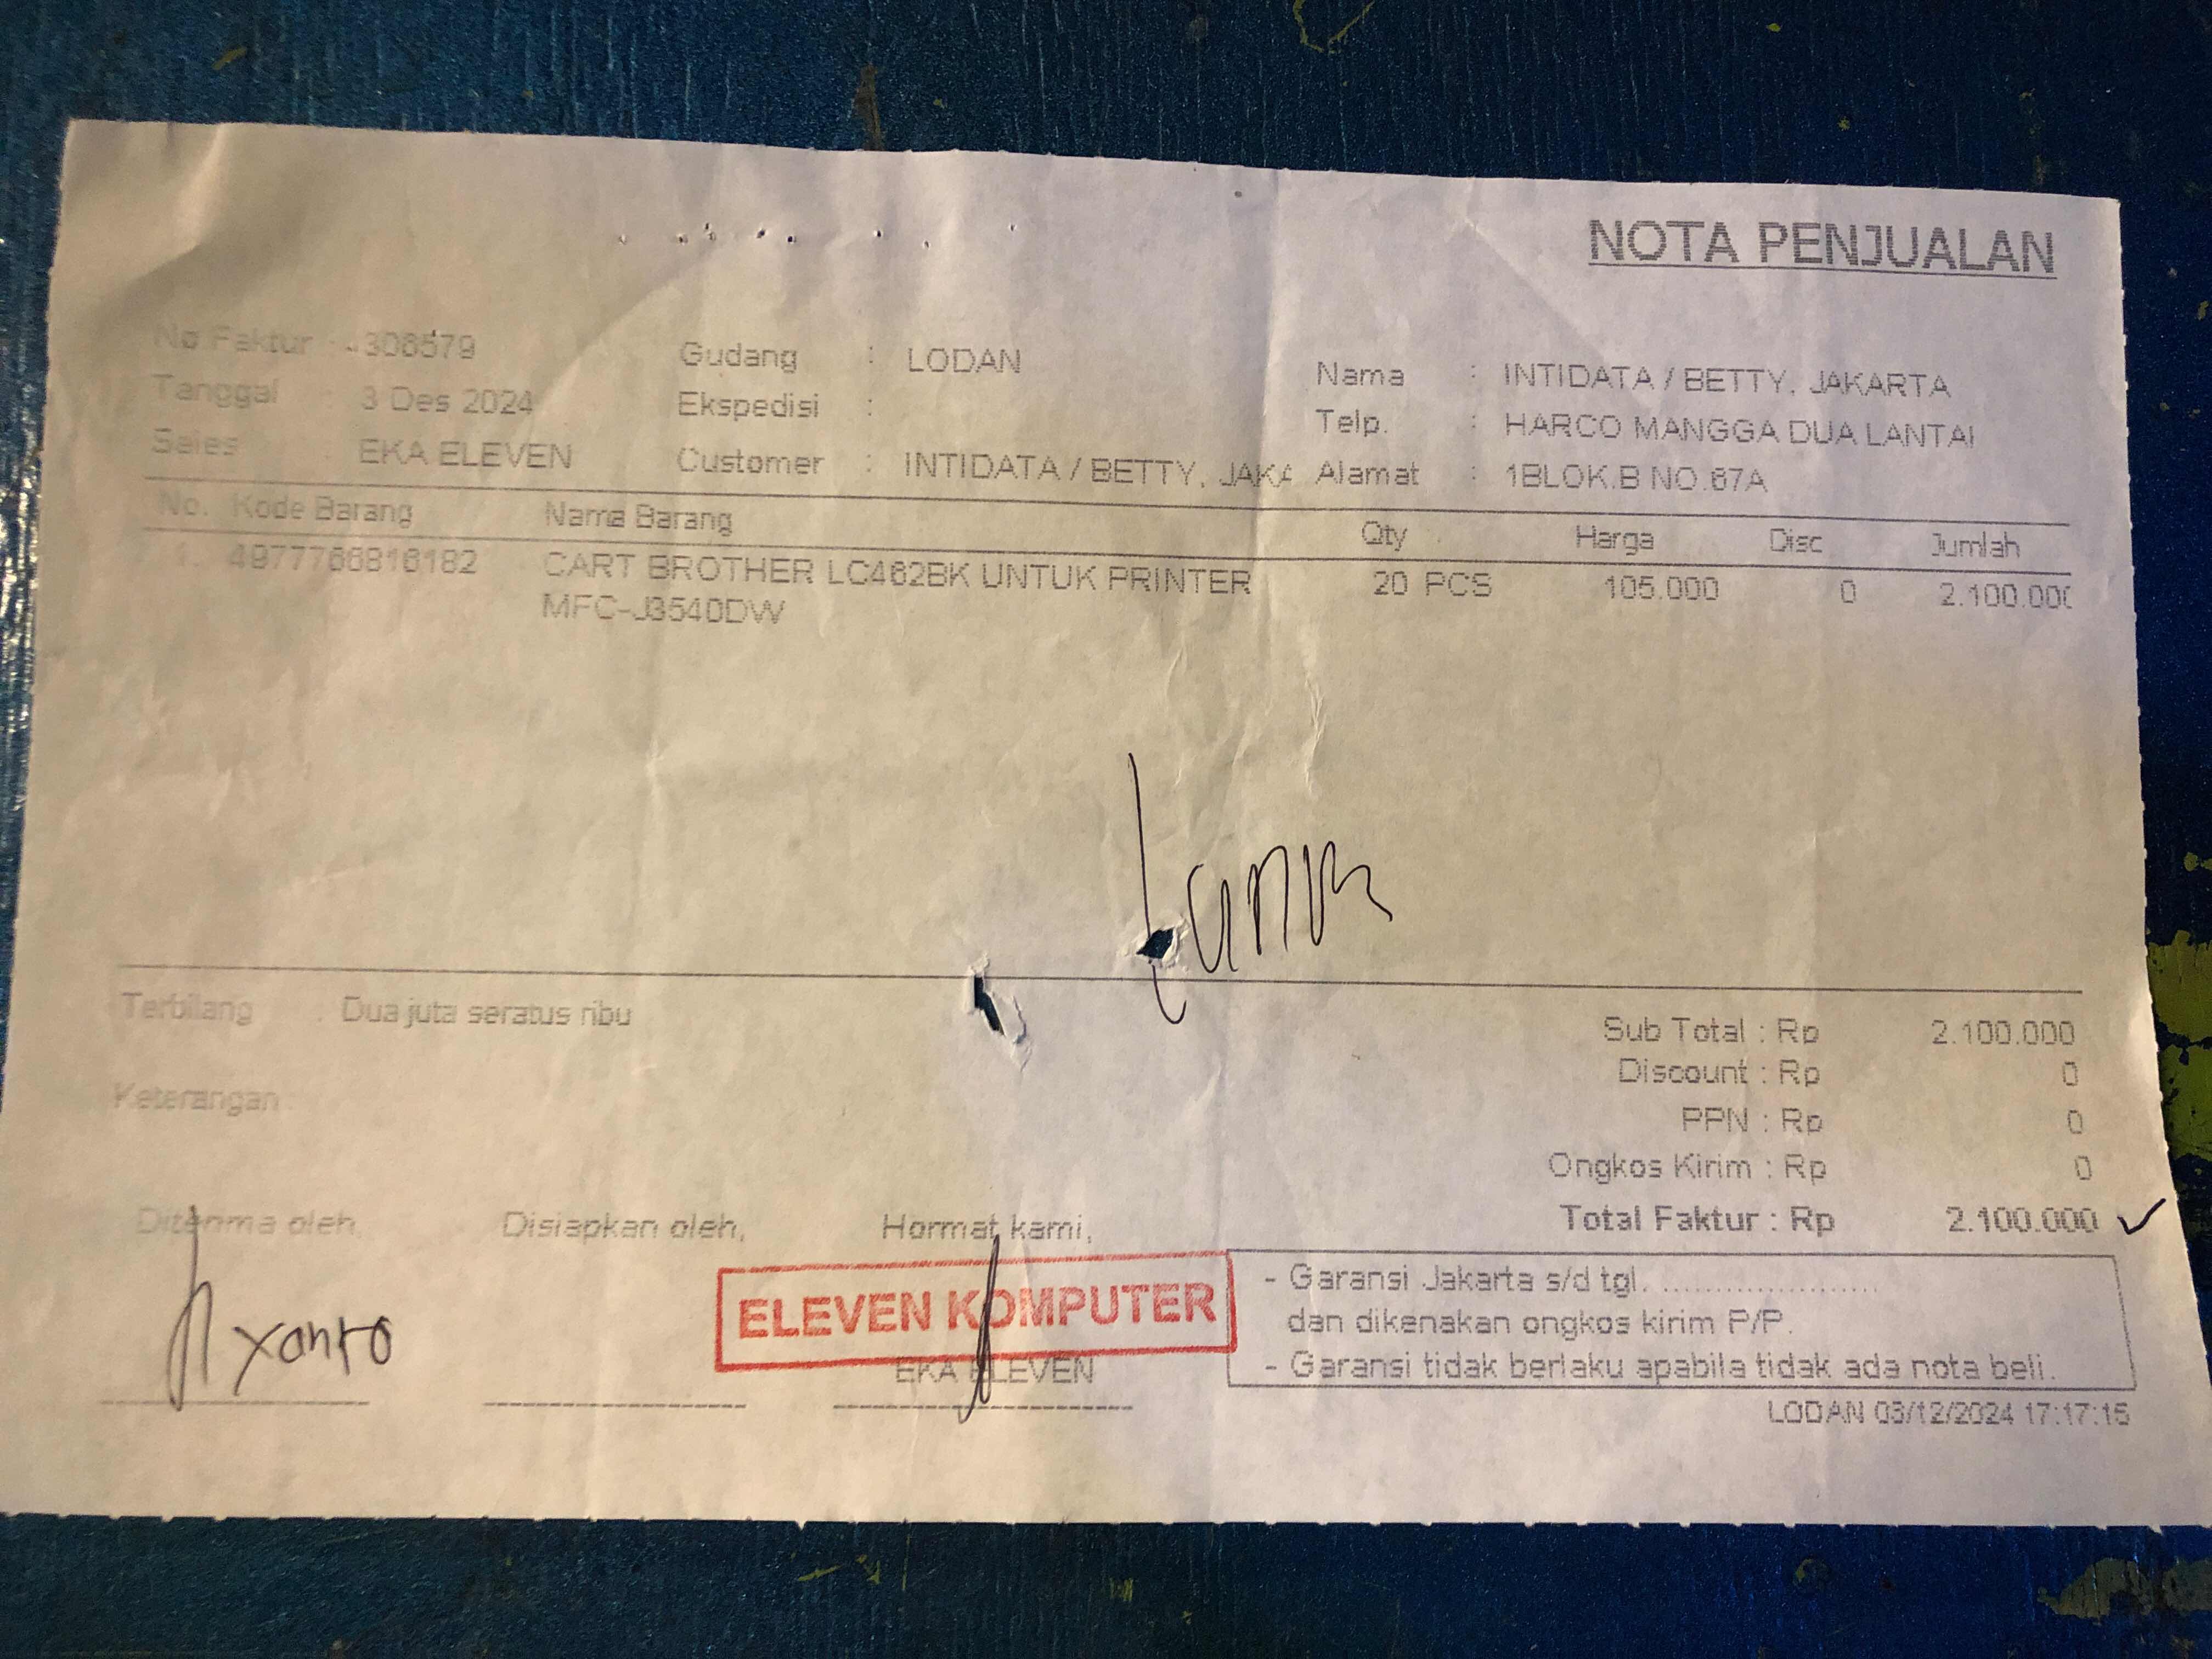 NOTA PENJUALAN
No Faktur : 308579
Tanggal : 3 Des 2024
Sales : EKA ELEVEN
Gudang : LODAN
Ekspedisi :
Customer : INTIDATA / BETTY, JAKA
Nama : INTIDATA / BETTY, JAKARTA
Telp. : HARCO MANGGA DUA LANTAI
Alamat : 1BLOK.B NO.67A
No. Kode Barang Nama Barang Qty Harga Disc Jumlah
1. 4977766816182 CART BROTHER LC462BK UNTUK PRINTER 20 PCS 105.000 0 2.100.000
MFC-J3540DW
Terbilang : Dua juta seratus ribu
Keterangan :
Sub Total : Rp 2.100.000
Discount : Rp 0
PPN : Rp 0
Ongkos Kirim : Rp 0
Total Faktur : Rp 2.100.000
Diterima oleh, Disiapkan oleh, Hormat kami,
ELEVEN KOMPUTER
EKA ELEVEN
- Garansi Jakarta s/d tgl. ......................
dan dikenakan ongkos kirim P/P.
- Garansi tidak berlaku apabila tidak ada nota beli.
LODAN 03/12/2024 17:17:15